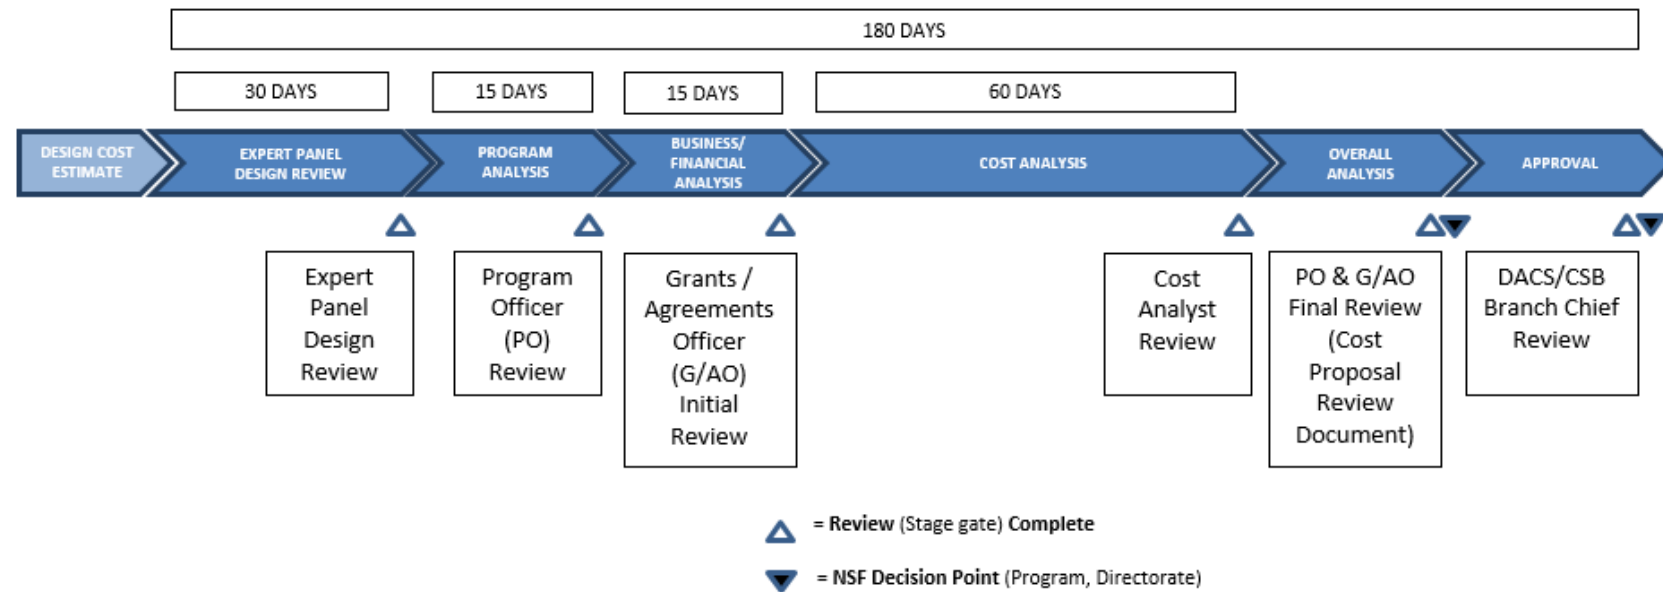 180 DAYS
30 DAYS
15 DAYS
15 DAYS
60 DAYS
DESIGN COST
ESTIMATE
EXPERT PANEL
DESIGN REVIEW
PROGRAM
ANALYSIS
BUSINESS/
FINANCIAL
ANALYSIS
COST ANALYSIS
OVERALL
ANALYSIS
APPROVAL
Expert
Panel
Design
Review
Program
Officer
(PO)
Review
Grants /
Agreements
Officer
(G/AO)
Initial
Review
Cost
Analyst
Review
PO & G/AO
Final Review
(Cost
Proposal
Review
Document)
DACS/CSB
Branch Chief
Review
= Review (Stage gate) Complete
= NSF Decision Point (Program, Directorate)